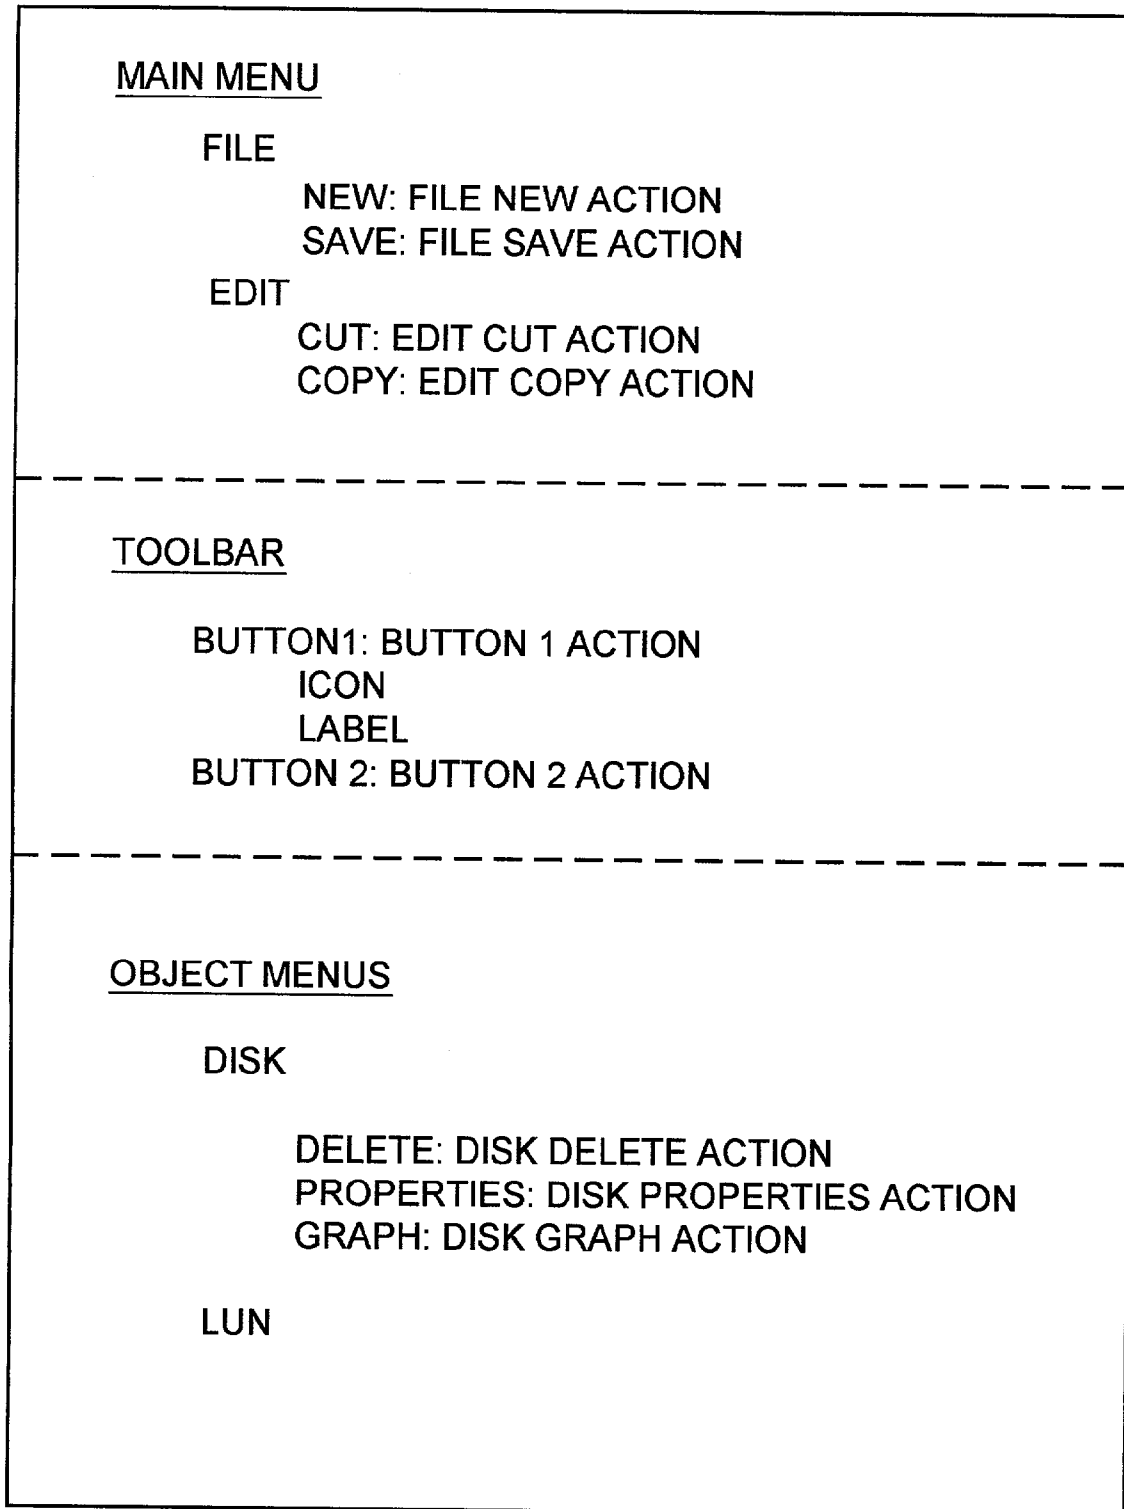 MAIN MENU
FILE
NEW: FILE NEW ACTION
SAVE: FILE SAVE ACTION
EDIT
CUT: EDIT CUT ACTION
COPY: EDIT COPY ACTION
TOOLBAR
BUTTON1: BUTTON 1 ACTION
ICON
LABEL
BUTTON 2: BUTTON 2 ACTION
OBJECT MENUS
DISK
DELETE: DISK DELETE ACTION
PROPERTIES: DISK PROPERTIES ACTION
GRAPH: DISK GRAPH ACTION
LUN